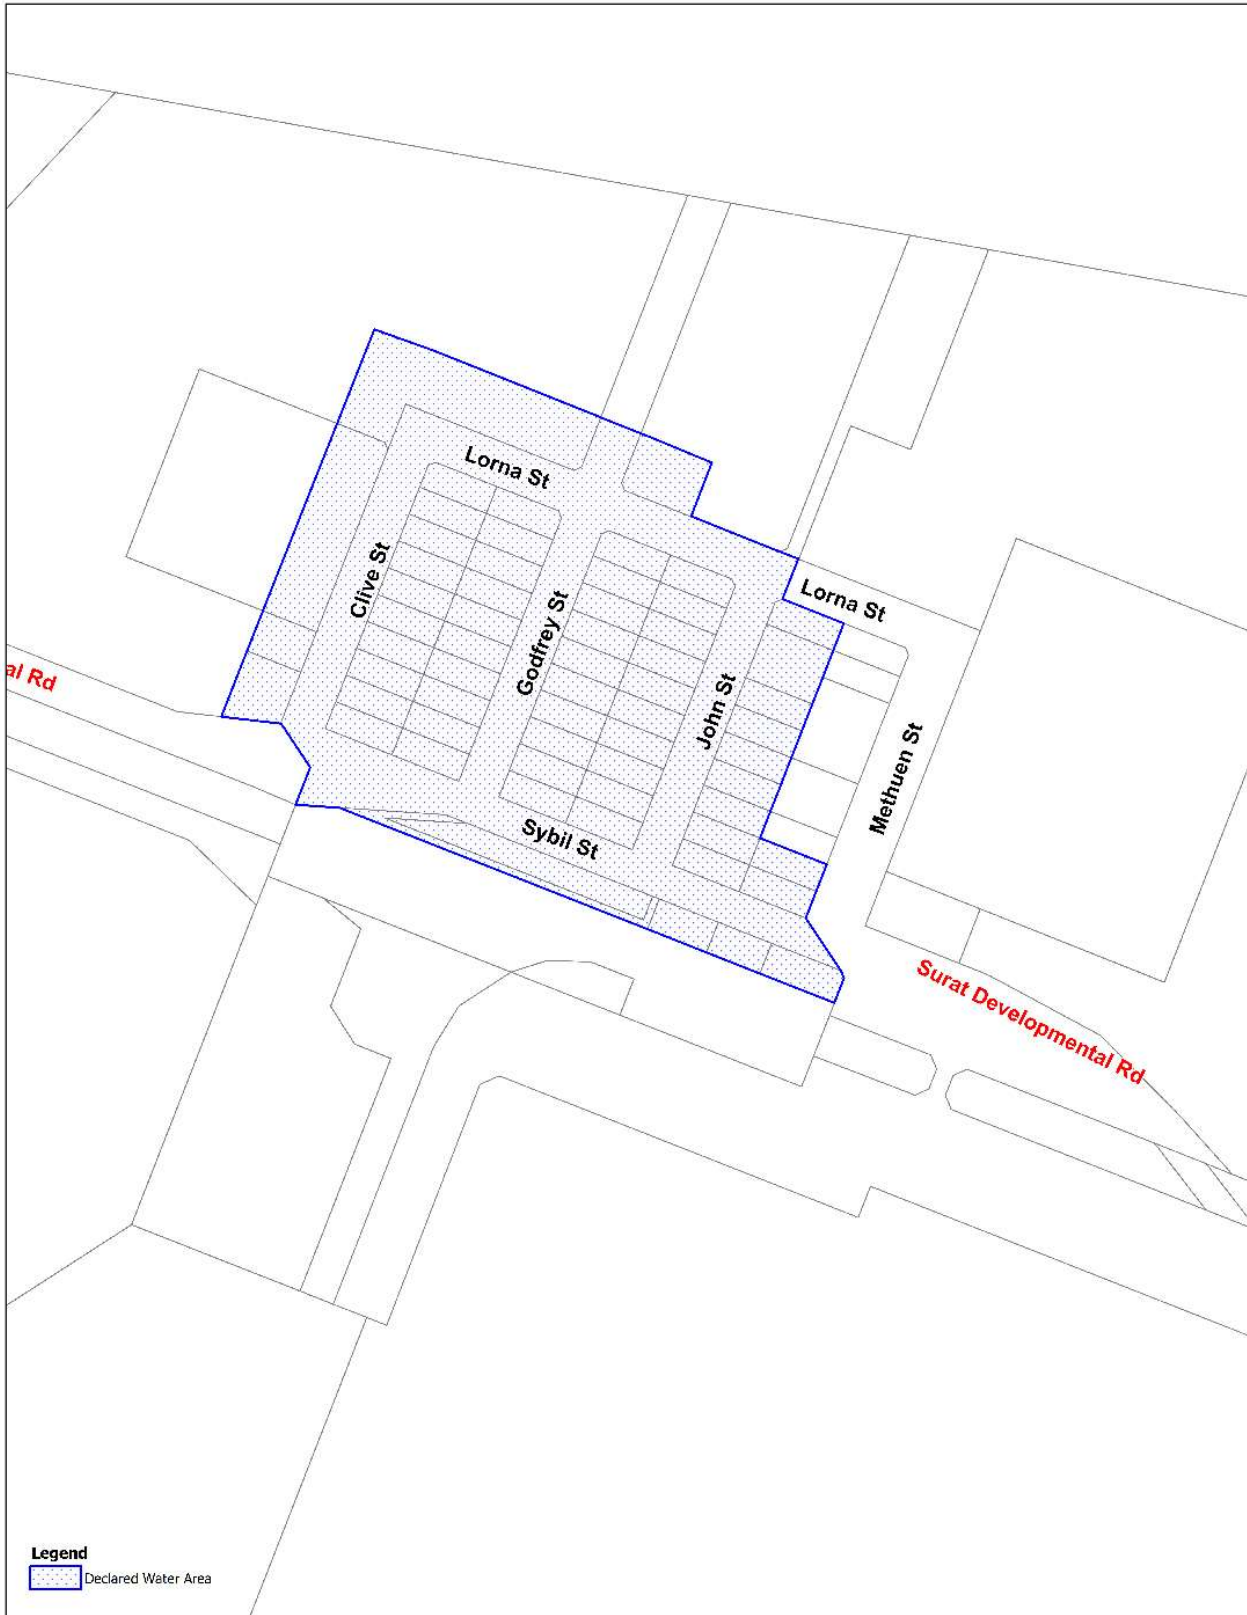 Lorna St
Clive St
Godfrey St
Lorna St
al Rd
John St
Methuen St
Sybil St
Surat Developmental Rd
Legend
Declared Water Area